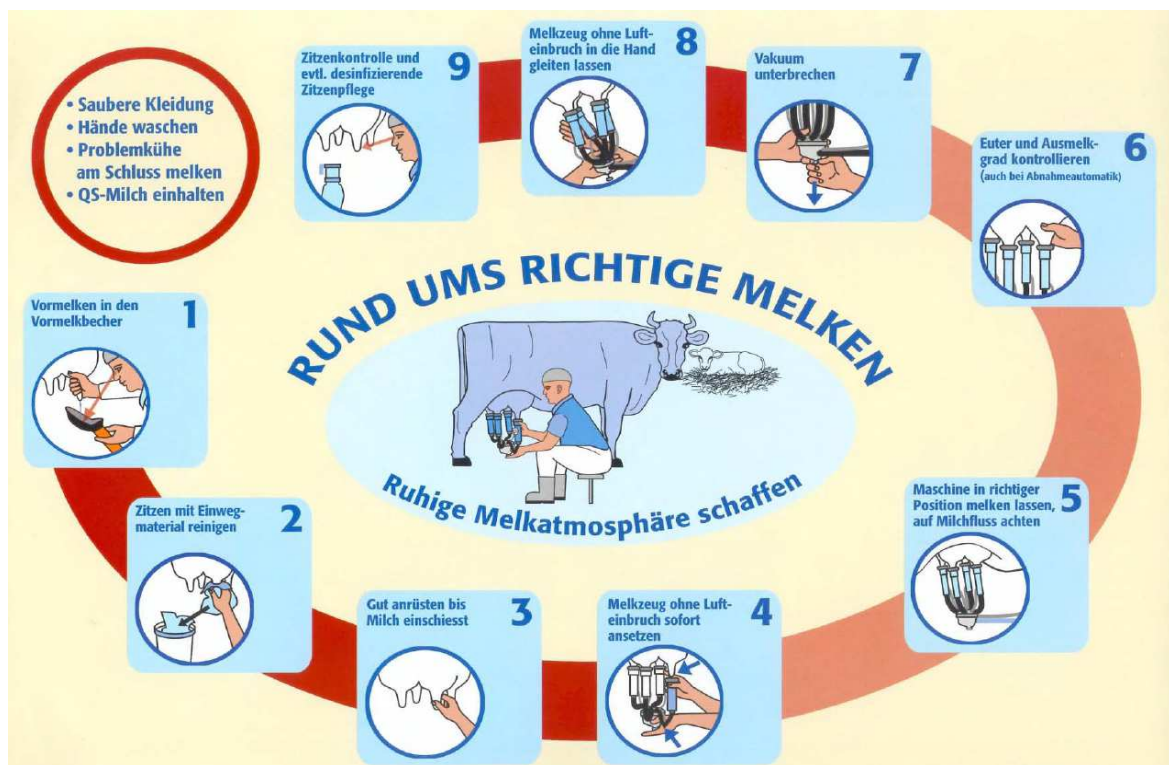 • Saubere Kleidung
• Hände waschen
• Problemkühe
am Schluss melken
• QS-Milch einhalten
RUND UMS RICHTIGE MELKEN
Ruhige Melkatmosphäre schaffen
Vormelken in den
Vormelkbecher
1
Zitzen mit Einweg-
material reinigen
2
Gut anrüsten bis
Milch einschiesst
3
Melkzeug ohne Luft-
einbruch sofort
ansetzen
4
Maschine in richtiger
Position melken lassen,
auf Milchfluss achten
5
Euter und Ausmelk-
grad kontrollieren
(auch bei Abnahmeautomatik)
6
Vakuum
unterbrechen
7
Melkzeug ohne Luft-
einbruch in die Hand
gleiten lassen
8
Zitzenkontrolle und
evtl. desinfizierende
Zitzenpflege
9